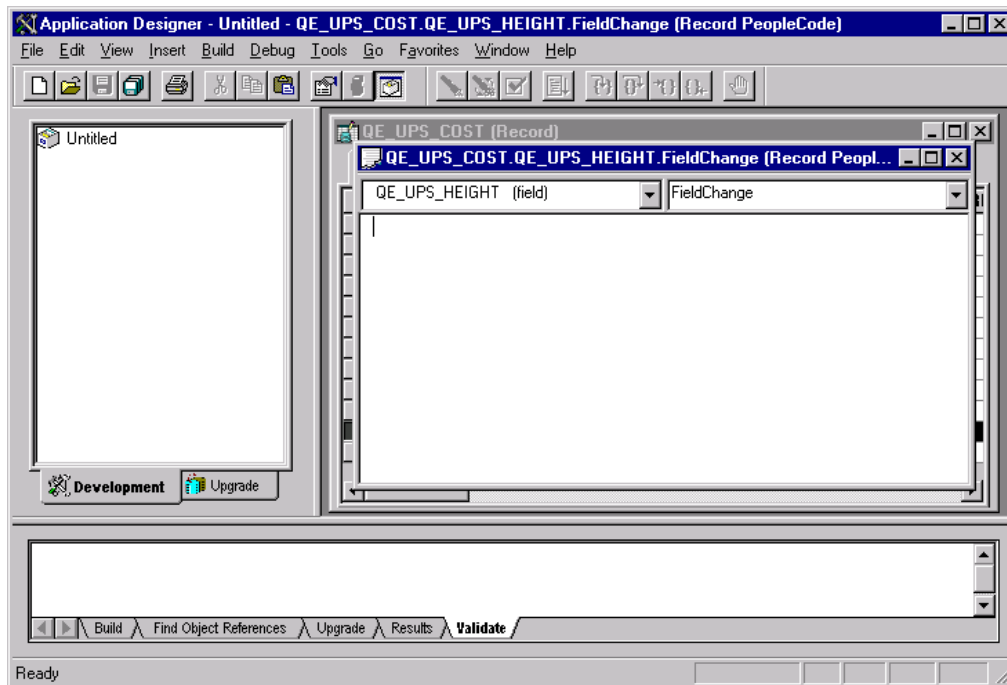 Application Designer - Untitled - QE_UPS_COST.QE_UPS_HEIGHT.FieldChange (Record PeopleCode)
File Edit View Insert Build Debug Tools Go Favorites Window Help
Untitled
QE_UPS_COST (Record)
QE_UPS_COST.QE_UPS_HEIGHT.FieldChange (Record Peopl...
QE_UPS_HEIGHT (field) FieldChange
Development Upgrade
Build Find Object References Upgrade Results Validate
Ready